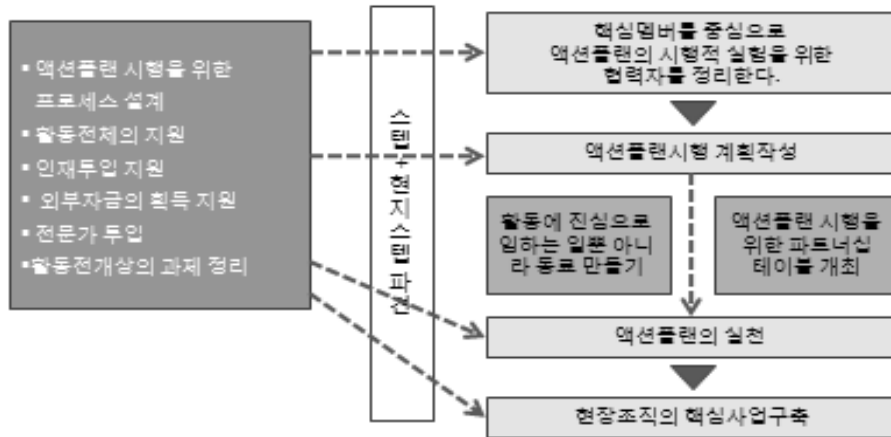 ▪ 액션플랜 시행을 위한
프로세스 설계
▪ 활동전체의 지원
▪ 인재투입 지원
▪ 외부자금의 획득 지원
▪ 전문가 투입
▪활동전개상의 과제 정리
스텝+현지스텝파견
핵심멤버를 중심으로
액션플랜의 시행적 실험을 위한
협력자를 정리한다.
액션플랜시행 계획작성
활동에 진심으로
임하는 일뿐 아니
라 동료 만들기
액션플랜 시행을
위한 파트너십
테이블 개최
액션플랜의 실천
현장조직의 핵심사업구축